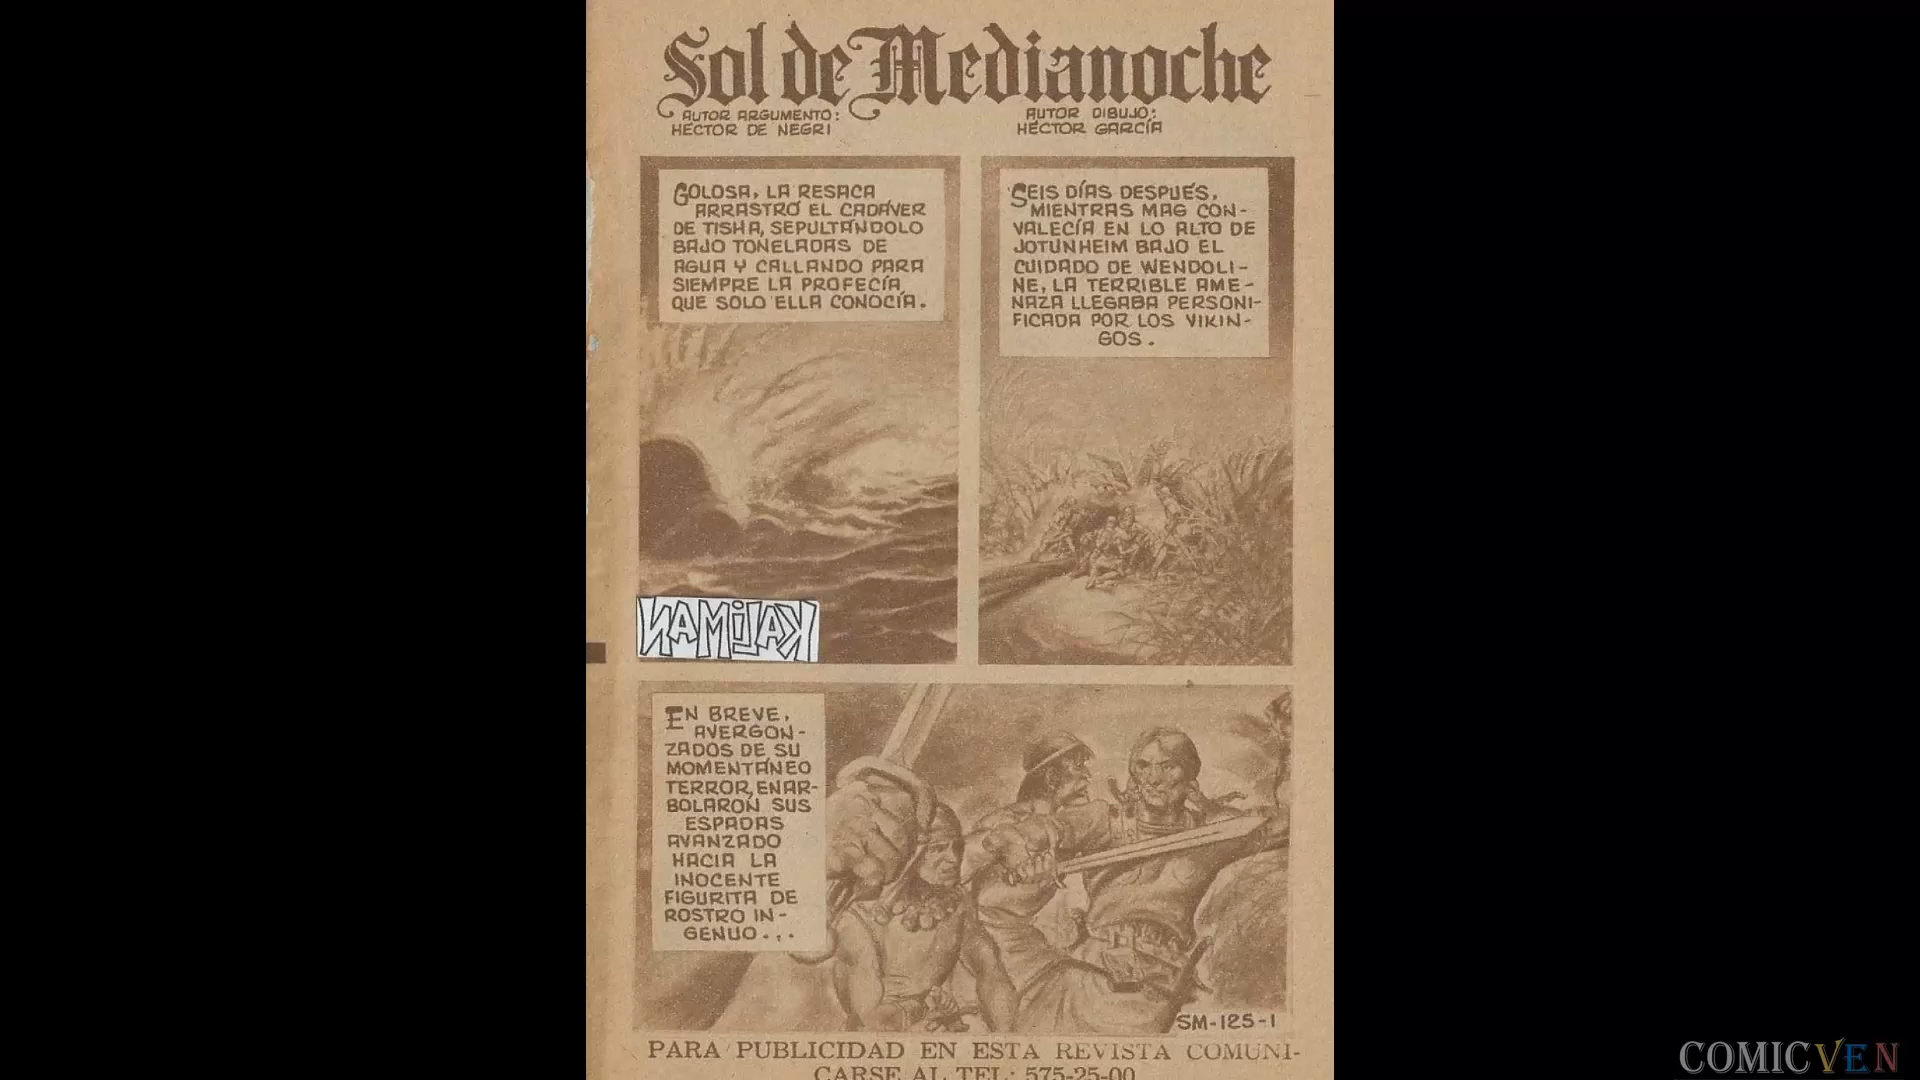 Sol de Medianoche
AUTOR ARGUMENTO:
HÉCTOR DE NEGRI
AUTOR DIBUJO:
HÉCTOR GARCÍA
GOLOSA, LA RESACA
ARRASTRÓ EL CADÁVER
DE TISHA, SEPULTÁNDOLO
BAJO TONELADAS DE
AGUA Y CALLANDO PARA
SIEMPRE LA PROFECÍA
QUE SOLO ELLA CONOCÍA.
SEIS DÍAS DESPUÉS,
MIENTRAS MAG CON-
VALECÍA EN LO ALTO DE
JOTUNHEIM BAJO EL
CUIDADO DE WENDOLI-
NE, LA TERRIBLE AME-
NAZA LLEGABA PERSONI-
FICADA POR LOS VIKIN-
GOS.
KALIMAN
EN BREVE,
AVERGON-
ZADOS DE SU
MOMENTÁNEO
TERROR, ENAR-
BOLARON SUS
ESPADAS
AVANZADO
HACIA LA
INOCENTE
FIGURITA DE
ROSTRO IN-
GENUO...
SM-125-1
PARA PUBLICIDAD EN ESTA REVISTA COMUNI-
CARSE AL TEL: 575-25-00
COMICVEN